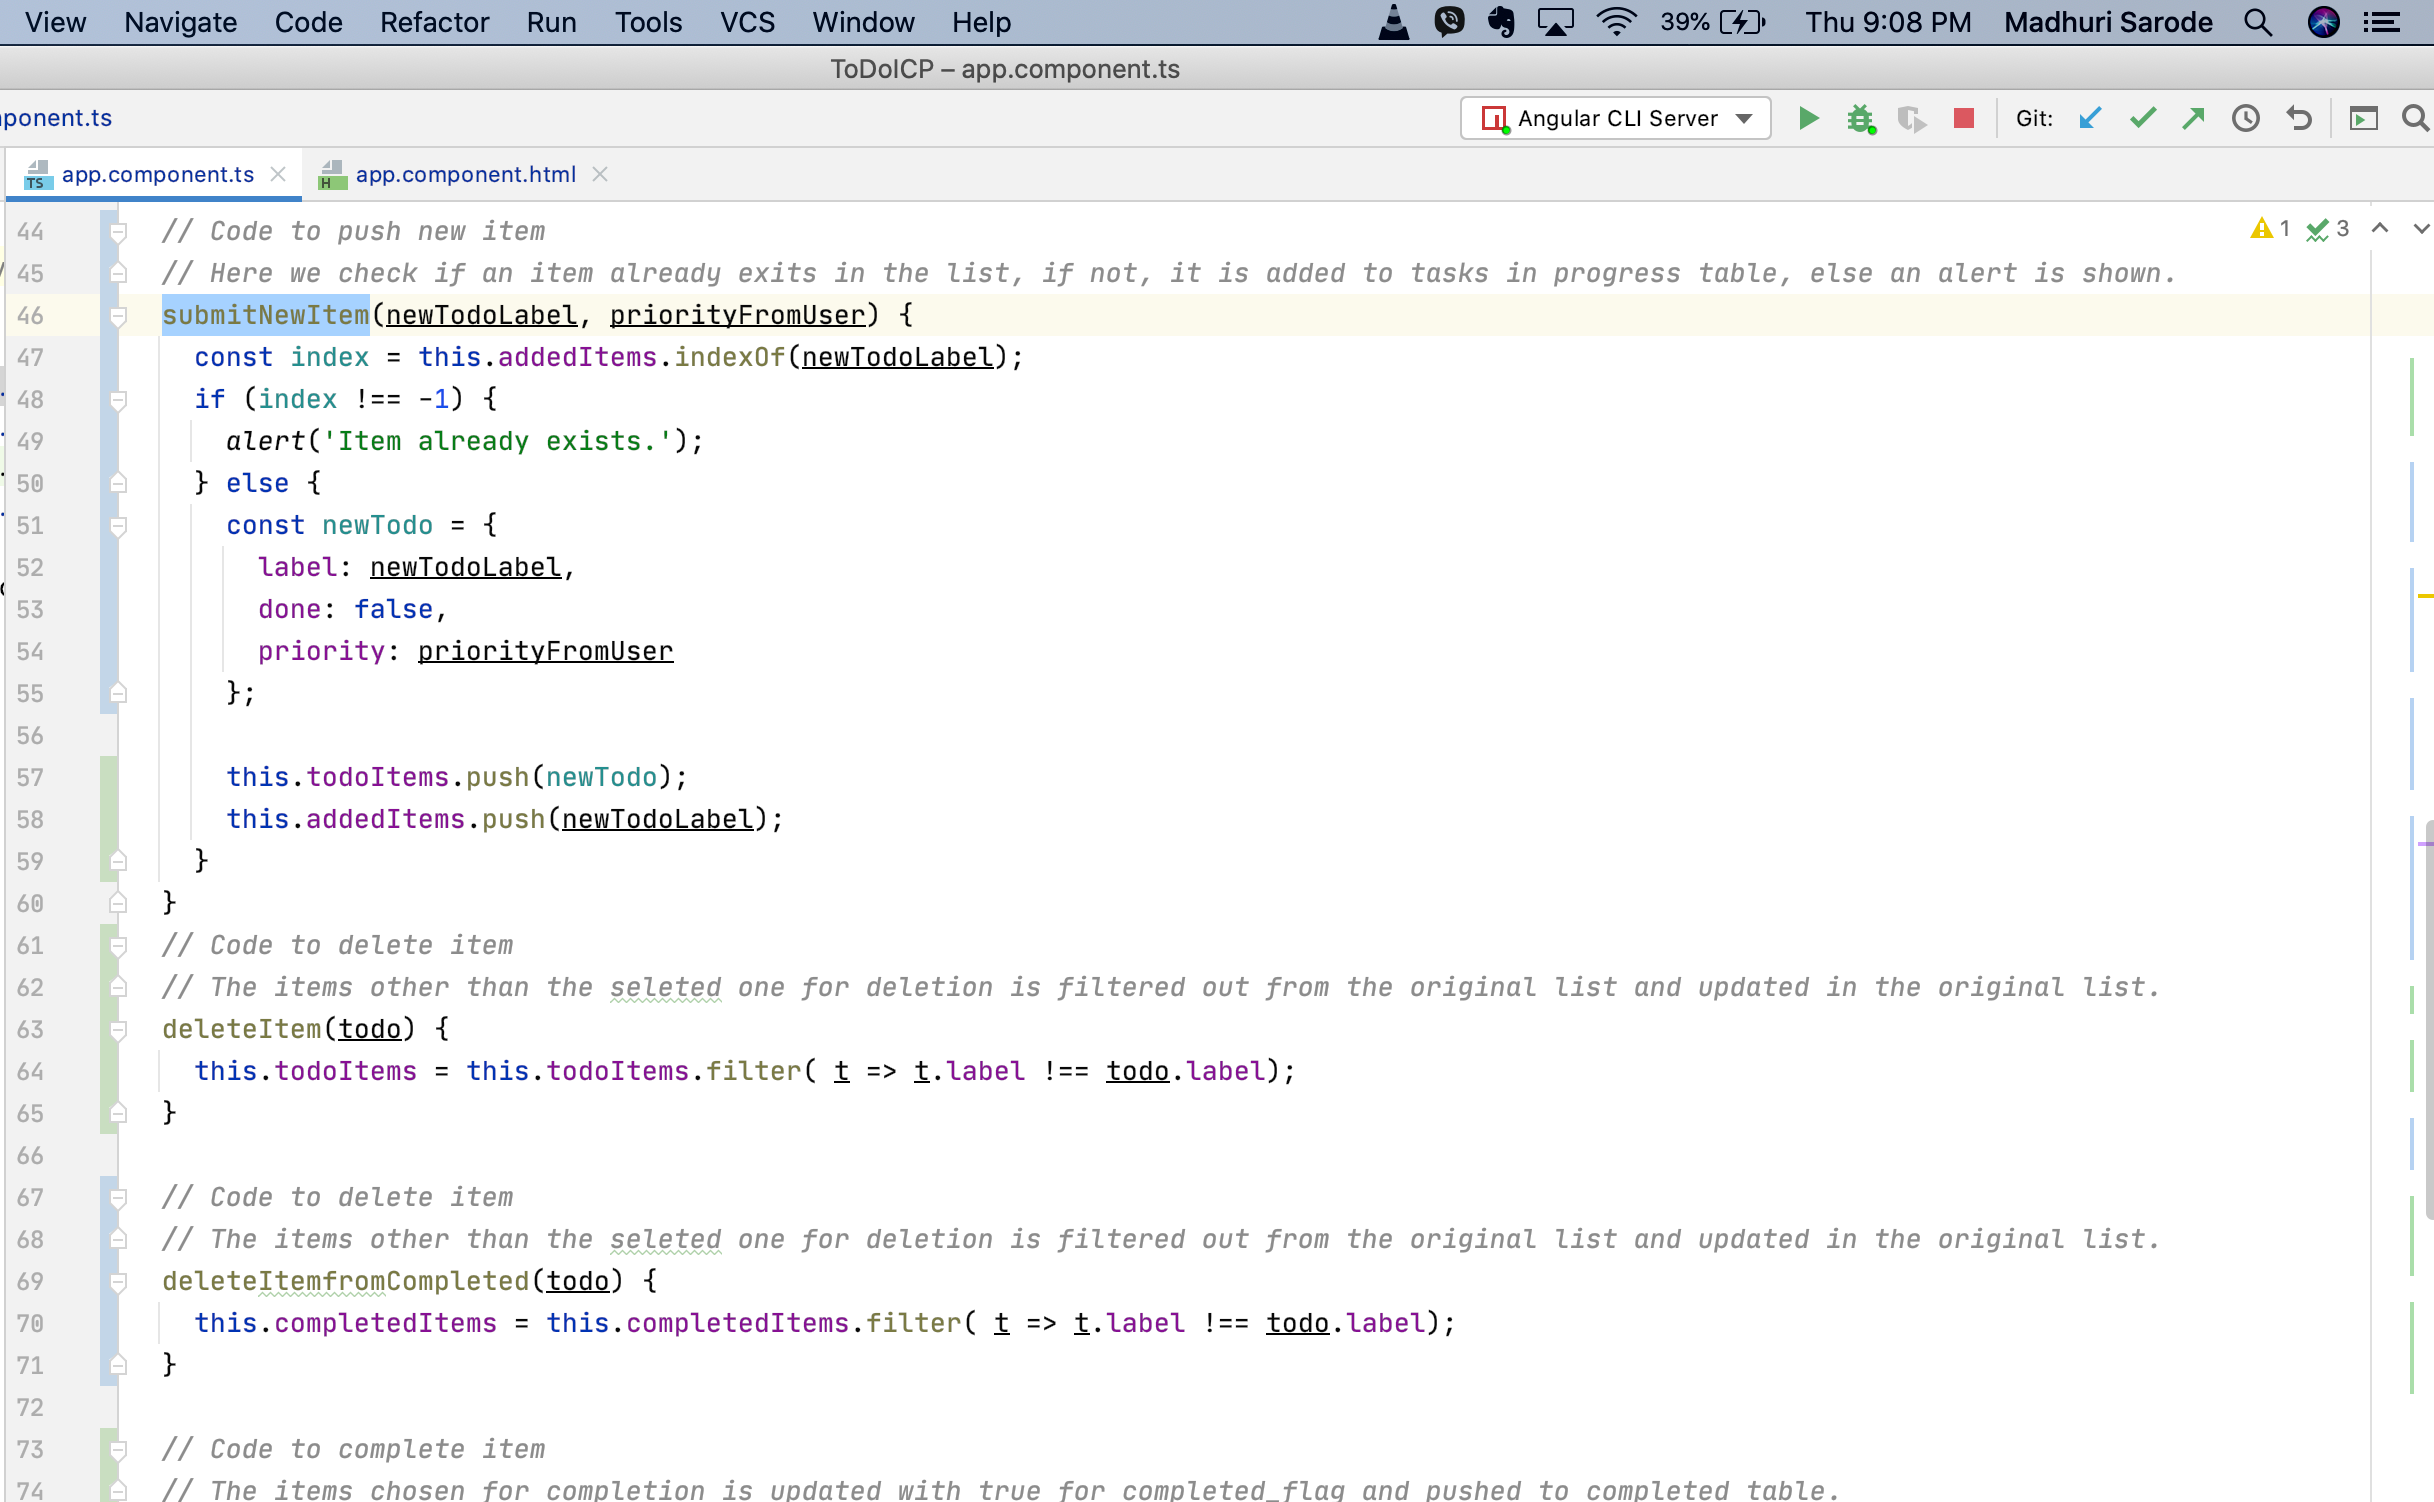 View Navigate Code Refactor Run Tools VCS Window Help 39% Thu 9:08 PM Madhuri Sarode
ToDoICP – app.component.ts
ponent.ts Angular CLI Server Git:
TS app.component.ts H app.component.html
44 // Code to push new item 1 3
45 // Here we check if an item already exits in the list, if not, it is added to tasks in progress table, else an alert is shown.
46 submitNewItem(newTodoLabel, priorityFromUser) {
47 const index = this.addedItems.indexOf(newTodoLabel);
48 if (index !== -1) {
49 alert('Item already exists.');
50 } else {
51 const newTodo = {
52 label: newTodoLabel,
53 done: false,
54 priority: priorityFromUser
55 };
56
57 this.todoItems.push(newTodo);
58 this.addedItems.push(newTodoLabel);
59 }
60 }
61 // Code to delete item
62 // The items other than the seleted one for deletion is filtered out from the original list and updated in the original list.
63 deleteItem(todo) {
64 this.todoItems = this.todoItems.filter( t => t.label !== todo.label);
65 }
66
67 // Code to delete item
68 // The items other than the seleted one for deletion is filtered out from the original list and updated in the original list.
69 deleteItemfromCompleted(todo) {
70 this.completedItems = this.completedItems.filter( t => t.label !== todo.label);
71 }
72
73 // Code to complete item
74 // The items chosen for completion is updated with true for completed_flag and pushed to completed table.